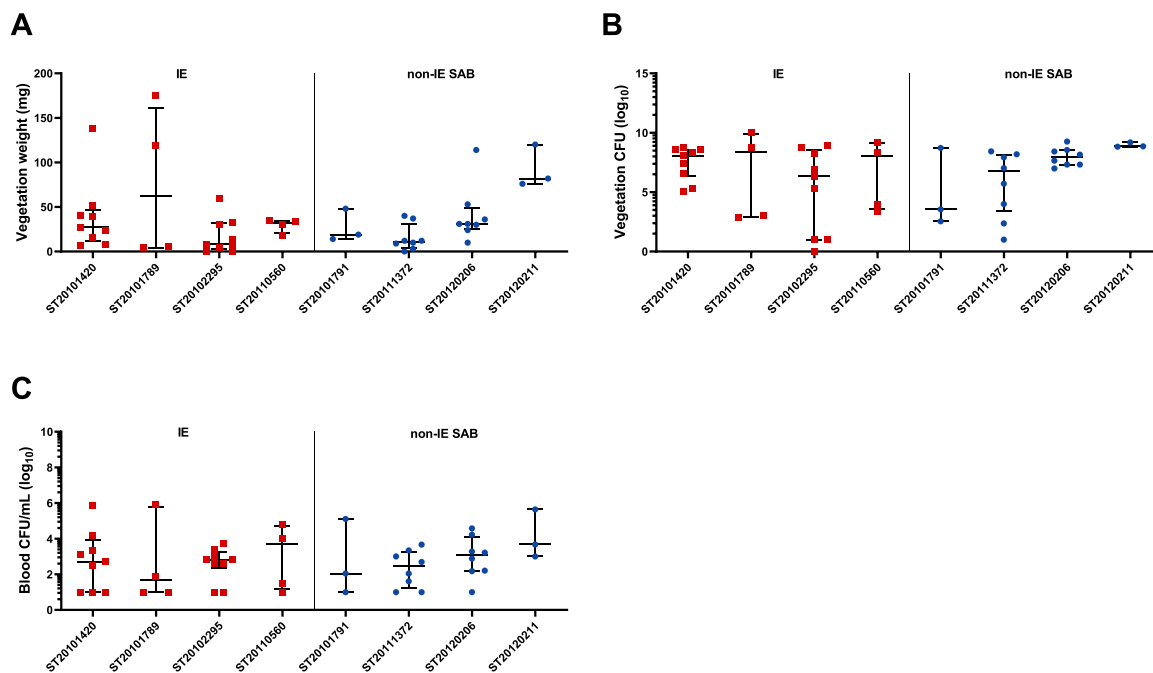 A
IE
non-IE SAB
Vegetation weight (mg)
200
150
100
50
0
ST20101420
ST20101789
ST20102295
ST20110560
ST20101791
ST20111372
ST20120206
ST20120211
B
IE
non-IE SAB
Vegetation CFU (log10)
15
10
5
0
ST20101420
ST20101789
ST20102295
ST20110560
ST20101791
ST20111372
ST20120206
ST20120211
C
IE
non-IE SAB
Blood CFU/mL (log10)
10
8
6
4
2
0
ST20101420
ST20101789
ST20102295
ST20110560
ST20101791
ST20111372
ST20120206
ST20120211